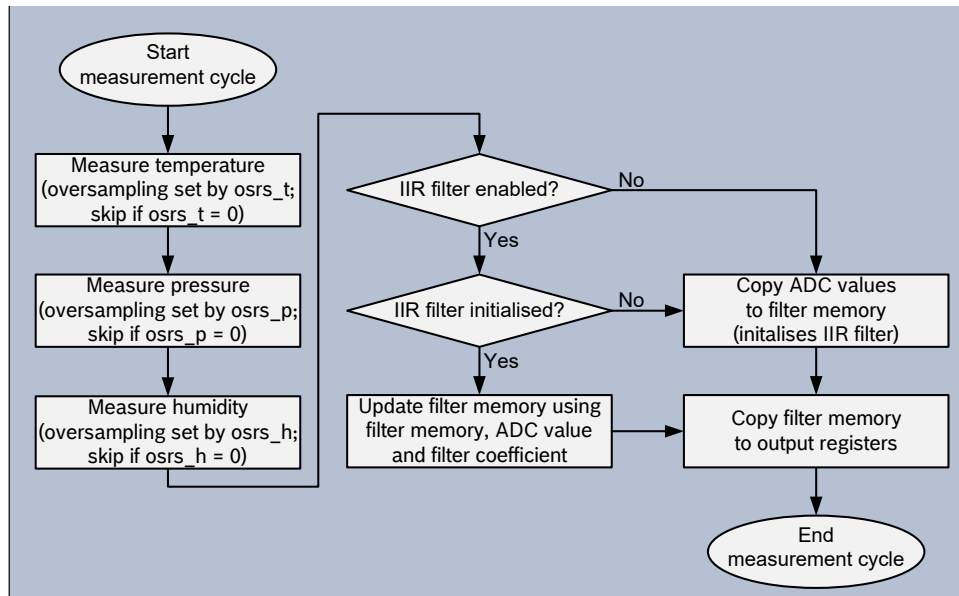 Start
measurement cycle
Measure temperature
(oversampling set by osrs_t;
skip if osrs_t = 0)
Measure pressure
(oversampling set by osrs_p;
skip if osrs_p = 0)
Measure humidity
(oversampling set by osrs_h;
skip if osrs_h = 0)
IIR filter enabled?
No
Yes
IIR filter initialised?
No
Yes
Update filter memory using
filter memory, ADC value
and filter coefficient
Copy ADC values
to filter memory
(initalises IIR filter)
Copy filter memory
to output registers
End
measurement cycle